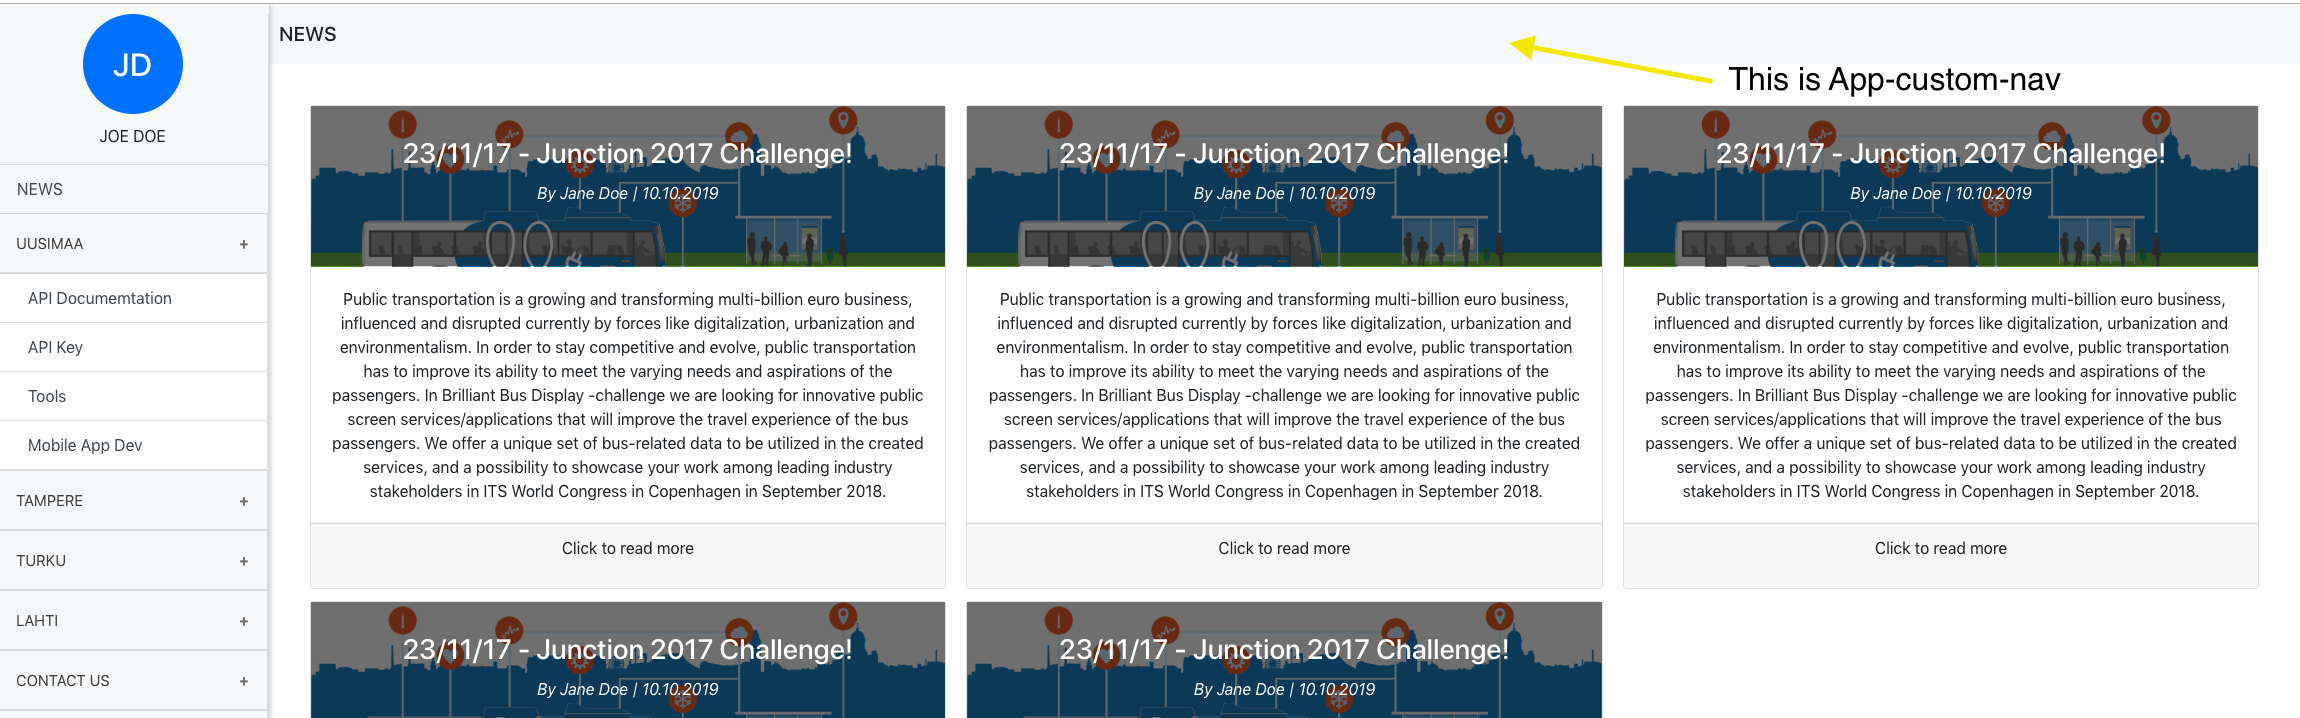 JD
JOE DOE
NEWS
UUSIMAA +
API Documemtation
API Key
Tools
Mobile App Dev
TAMPERE +
TURKU +
LAHTI +
CONTACT US +
NEWS
This is App-custom-nav
23/11/17 - Junction 2017 Challenge!
By Jane Doe | 10.10.2019
Public transportation is a growing and transforming multi-billion euro business,
influenced and disrupted currently by forces like digitalization, urbanization and
environmentalism. In order to stay competitive and evolve, public transportation
has to improve its ability to meet the varying needs and aspirations of the
passengers. In Brilliant Bus Display -challenge we are looking for innovative public
screen services/applications that will improve the travel experience of the bus
passengers. We offer a unique set of bus-related data to be utilized in the created
services, and a possibility to showcase your work among leading industry
stakeholders in ITS World Congress in Copenhagen in September 2018.
Click to read more
23/11/17 - Junction 2017 Challenge!
By Jane Doe | 10.10.2019
Public transportation is a growing and transforming multi-billion euro business,
influenced and disrupted currently by forces like digitalization, urbanization and
environmentalism. In order to stay competitive and evolve, public transportation
has to improve its ability to meet the varying needs and aspirations of the
passengers. In Brilliant Bus Display -challenge we are looking for innovative public
screen services/applications that will improve the travel experience of the bus
passengers. We offer a unique set of bus-related data to be utilized in the created
services, and a possibility to showcase your work among leading industry
stakeholders in ITS World Congress in Copenhagen in September 2018.
Click to read more
23/11/17 - Junction 2017 Challenge!
By Jane Doe | 10.10.2019
Public transportation is a growing and transforming multi-billion euro business,
influenced and disrupted currently by forces like digitalization, urbanization and
environmentalism. In order to stay competitive and evolve, public transportation
has to improve its ability to meet the varying needs and aspirations of the
passengers. In Brilliant Bus Display -challenge we are looking for innovative public
screen services/applications that will improve the travel experience of the bus
passengers. We offer a unique set of bus-related data to be utilized in the created
services, and a possibility to showcase your work among leading industry
stakeholders in ITS World Congress in Copenhagen in September 2018.
Click to read more
23/11/17 - Junction 2017 Challenge!
By Jane Doe | 10.10.2019
23/11/17 - Junction 2017 Challenge!
By Jane Doe | 10.10.2019